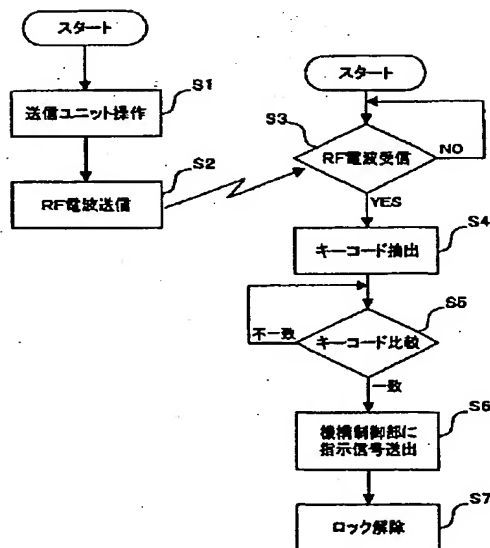 スタート
S1
送信ユニット操作
S2
RF電波送信
スタート
S3
RF電波受信
NO
YES
S4
キーコード抽出
S5
不一致
キーコード比較
一致
S6
機構制御部に
指示信号送出
S7
ロック解除